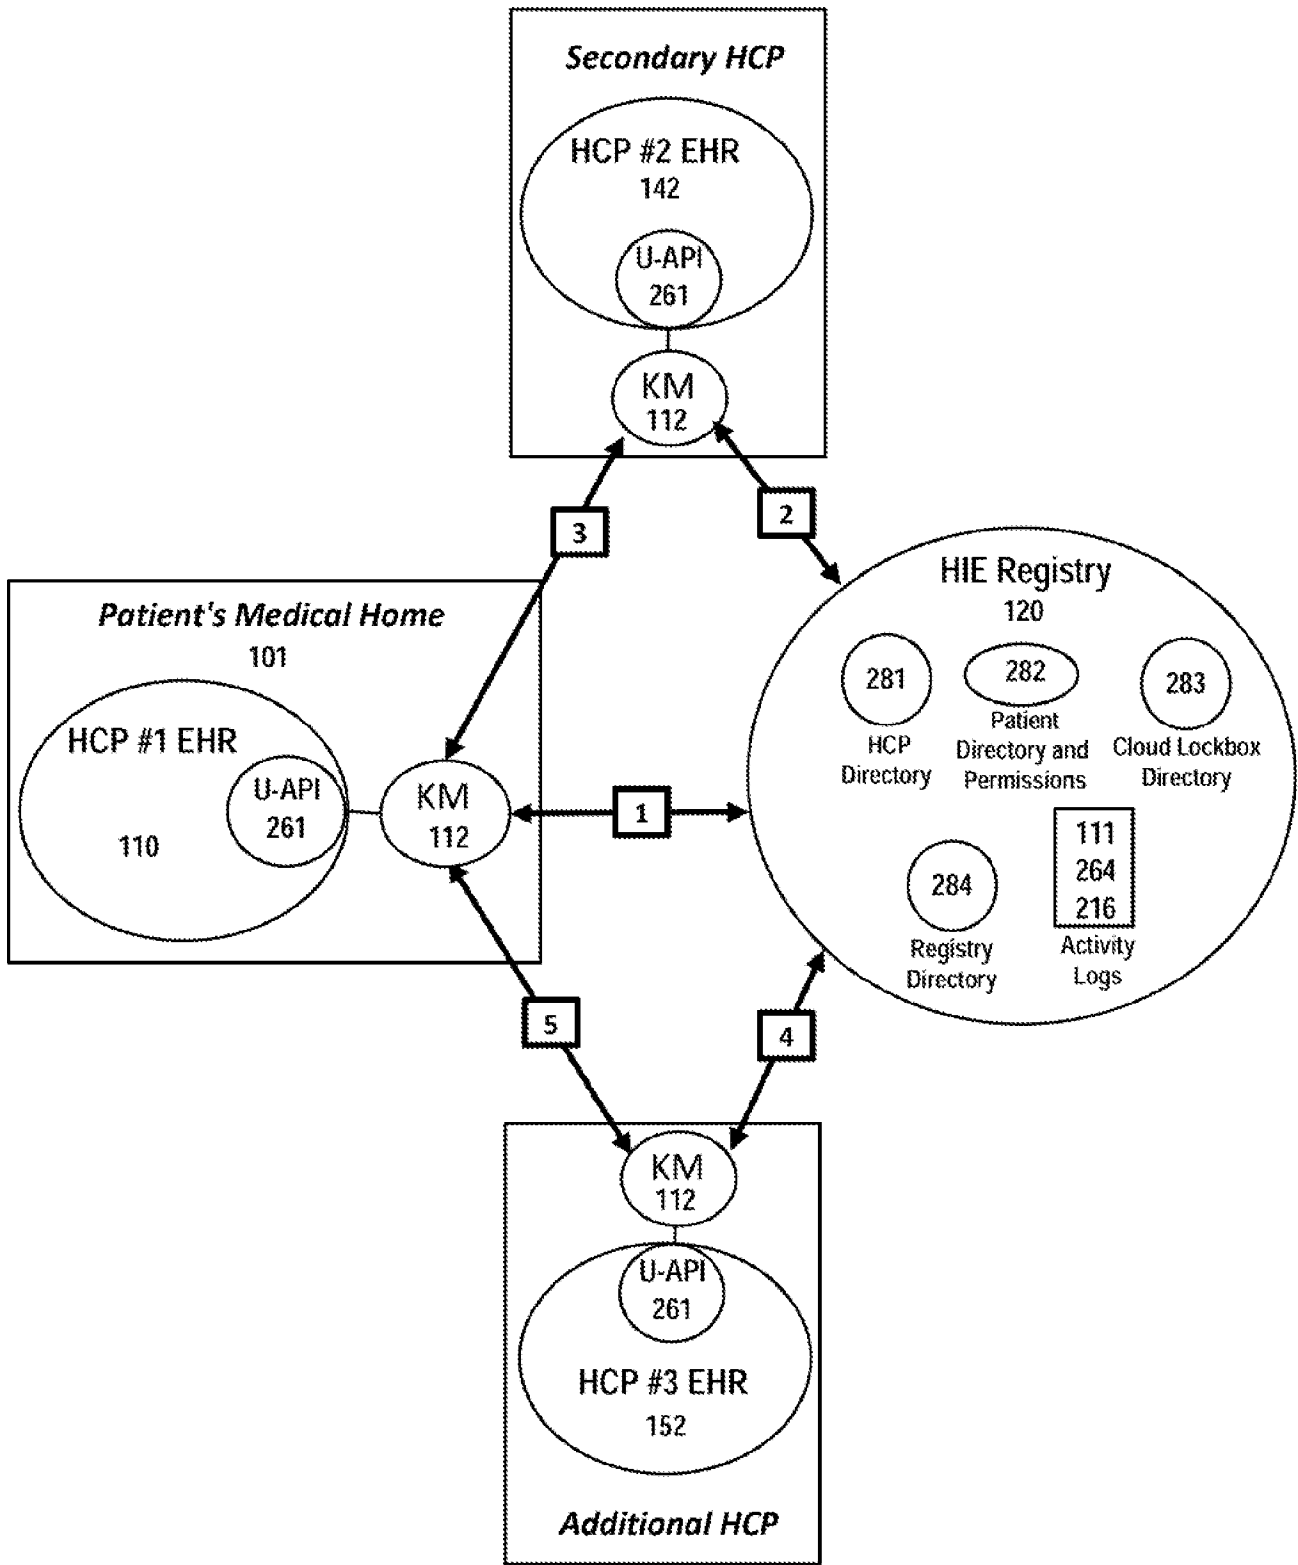 Secondary HCP
HCP #2 EHR
142
U-API
261
KM
112
3
2
Patient's Medical Home
101
HCP #1 EHR
110
U-API
261
KM
112
1
HIE Registry
120
281
HCP
Directory
282
Patient
Directory and
Permissions
283
Cloud Lockbox
Directory
284
Registry
Directory
111
264
216
Activity
Logs
5
4
KM
112
U-API
261
HCP #3 EHR
152
Additional HCP